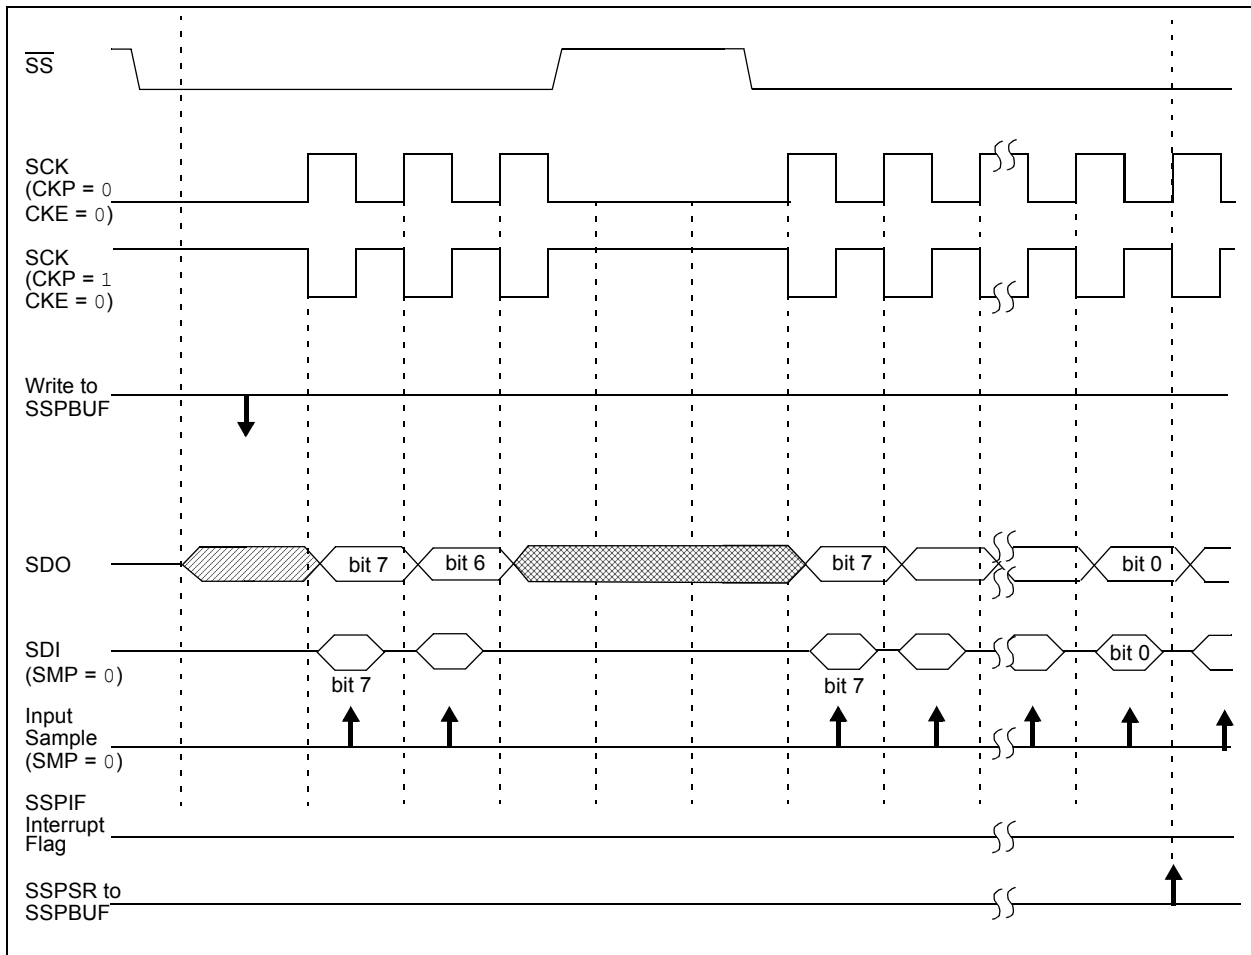 SS
SCK
(CKP = 0
CKE = 0)
SCK
(CKP = 1
CKE = 0)
Write to
SSPBUF
SDO
bit 7
bit 6
bit 7
bit 0
SDI
(SMP = 0)
bit 7
bit 7
bit 0
Input
Sample
(SMP = 0)
SSPIF
Interrupt
Flag
SSPSR to
SSPBUF